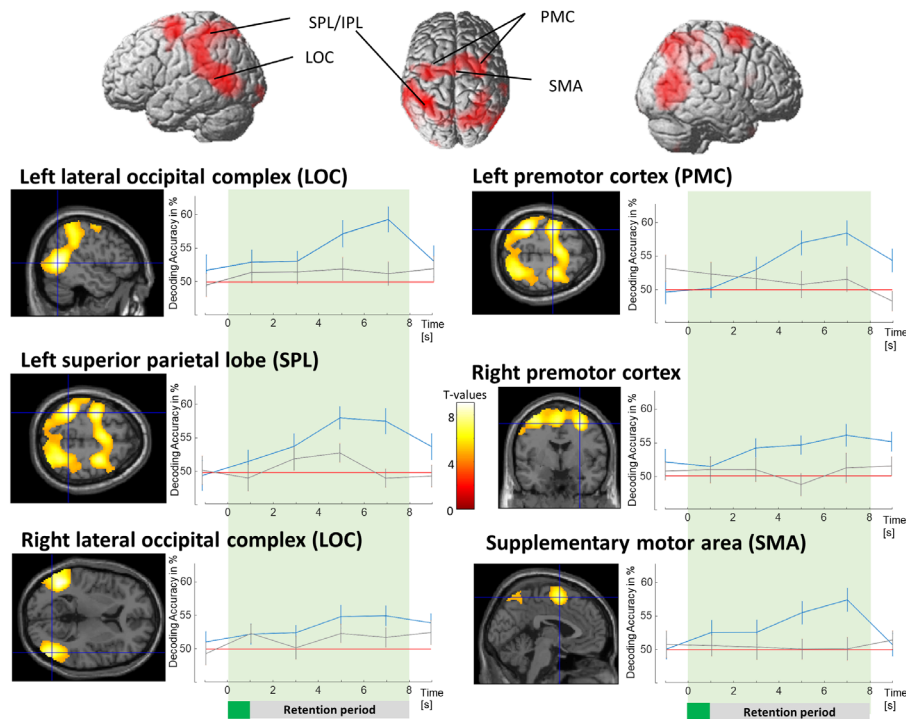 SPL/IPL
LOC
PMC
SMA
Left lateral occipital complex (LOC)
Decoding Accuracy in %
60
55
50
0 2 4 6 8 Time
[s]
Left premotor cortex (PMC)
Decoding Accuracy in %
60
55
50
0 2 4 6 8 Time
[s]
Left superior parietal lobe (SPL)
Decoding Accuracy in %
60
55
50
0 2 4 6 8 Time
[s]
T-values
8
4
0
Right premotor cortex
Decoding Accuracy in %
60
55
50
0 2 4 6 8 Time
[s]
Right lateral occipital complex (LOC)
Decoding Accuracy in %
60
55
50
0 2 4 6 8 Time
[s]
Retention period
Supplementary motor area (SMA)
Decoding Accuracy in %
60
55
50
0 2 4 6 8 Time
[s]
Retention period